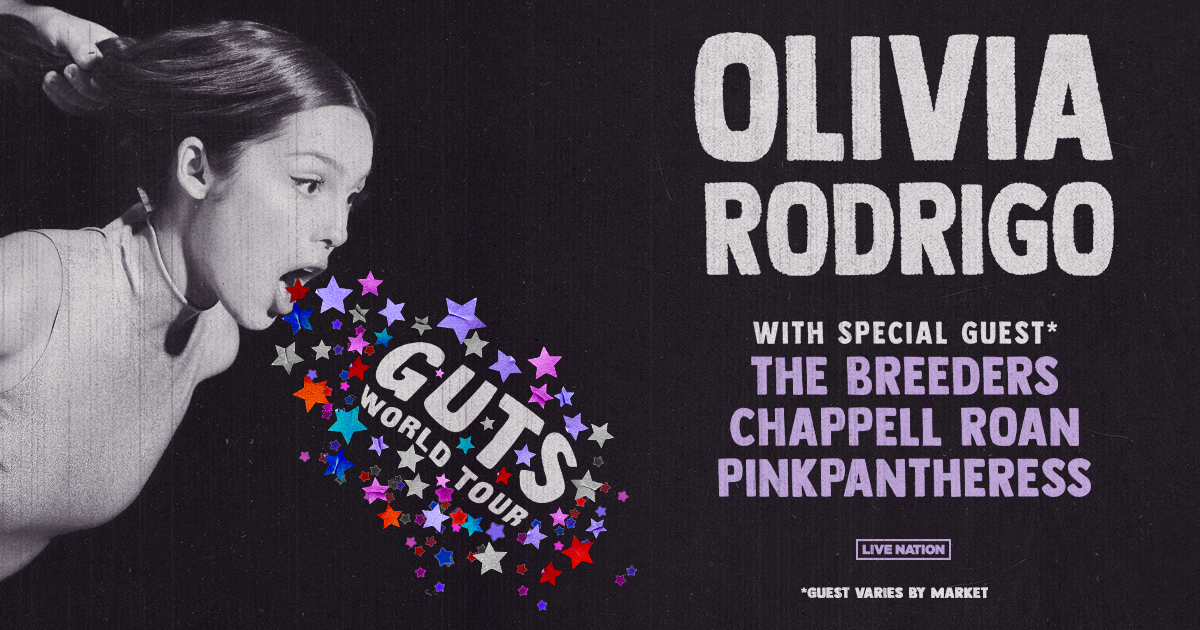 GUTS
WORLD TOUR
OLIVIA
RODRIGO
WITH SPECIAL GUEST*
THE BREEDERS
CHAPPELL ROAN
PINKPANTHERESS
LIVE NATION
*GUEST VARIES BY MARKET